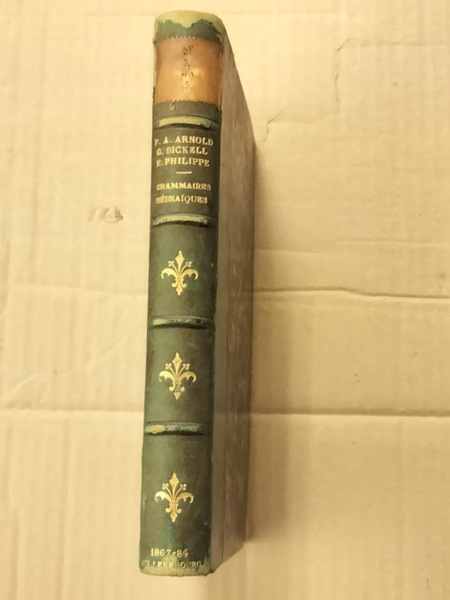 F. A. ARNOLD
G. BICKELL
E. PHILIPPE
GRAMMAIRES
HÉBRAÏQUES
1867-84